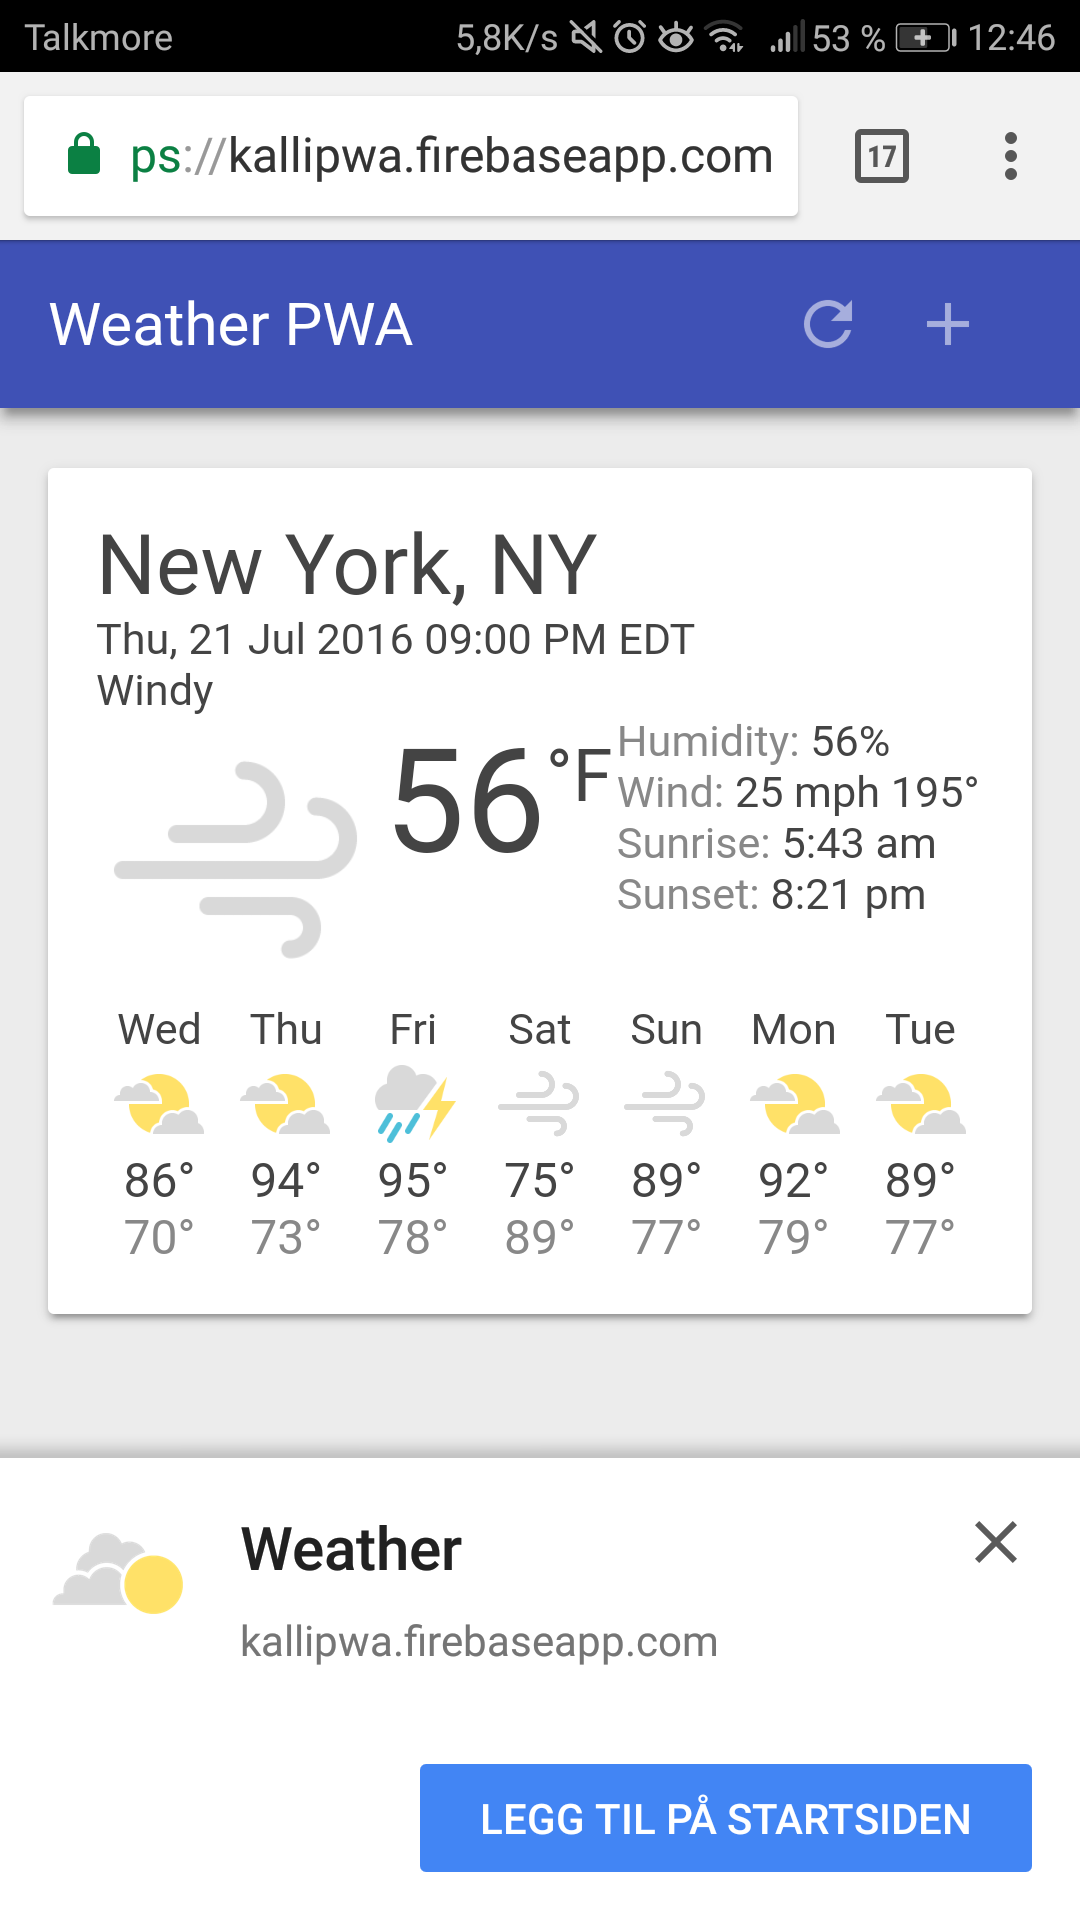 Talkmore 5,8K/s 53 % 12:46
ps://kallipwa.firebaseapp.com 17
Weather PWA
New York, NY
Thu, 21 Jul 2016 09:00 PM EDT
Windy
56°F
Humidity: 56%
Wind: 25 mph 195°
Sunrise: 5:43 am
Sunset: 8:21 pm
Wed Thu Fri Sat Sun Mon Tue
86° 94° 95° 75° 89° 92° 89°
70° 73° 78° 89° 77° 79° 77°
Weather
kallipwa.firebaseapp.com
LEGG TIL PÅ STARTSIDEN